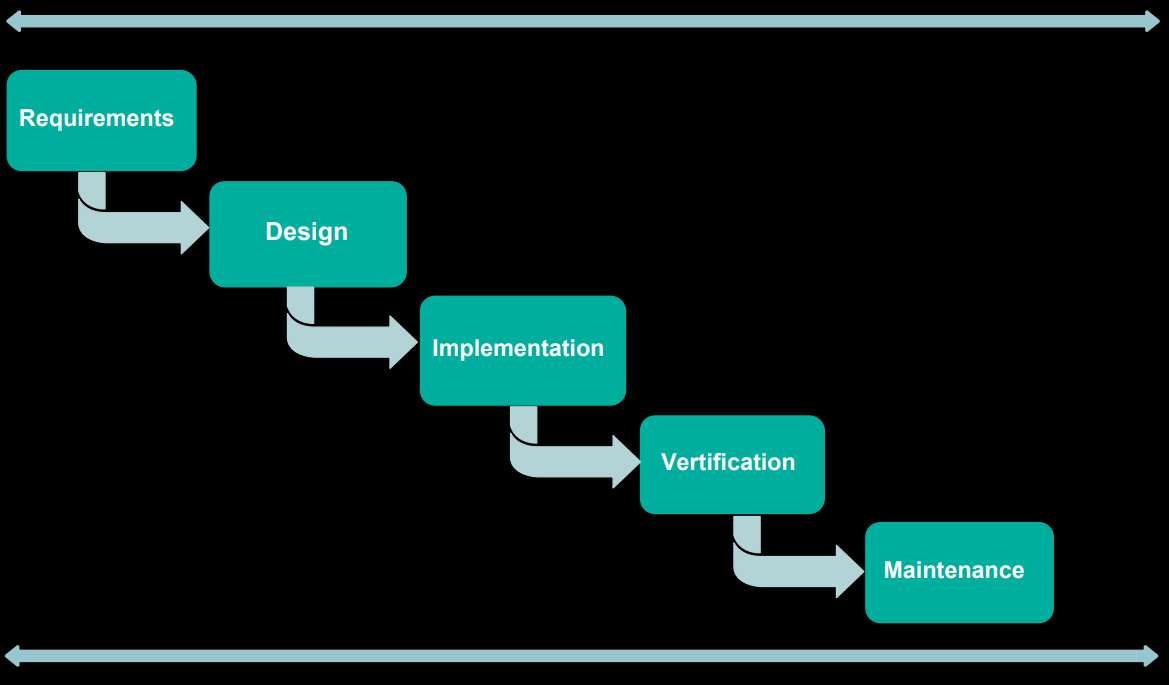 Requirements
Design
Implementation
Vertification
Maintenance